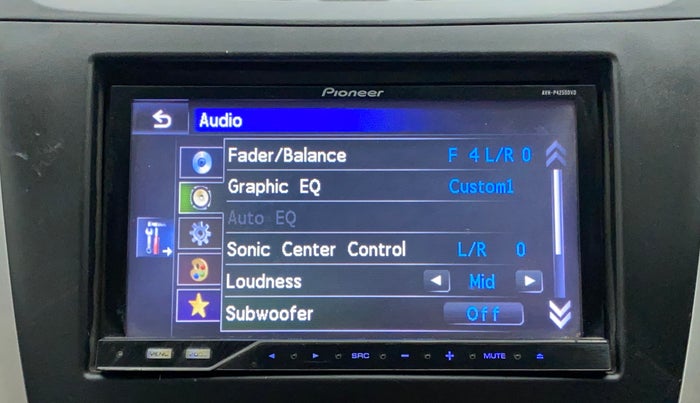 Pioneer AVH-P4250DVD
Audio
Fader/Balance F 4 L/R 0
Graphic EQ Custom1
Auto EQ
Sonic Center Control L/R 0
Loudness Mid
Subwoofer Off
MENU SRC MUTE